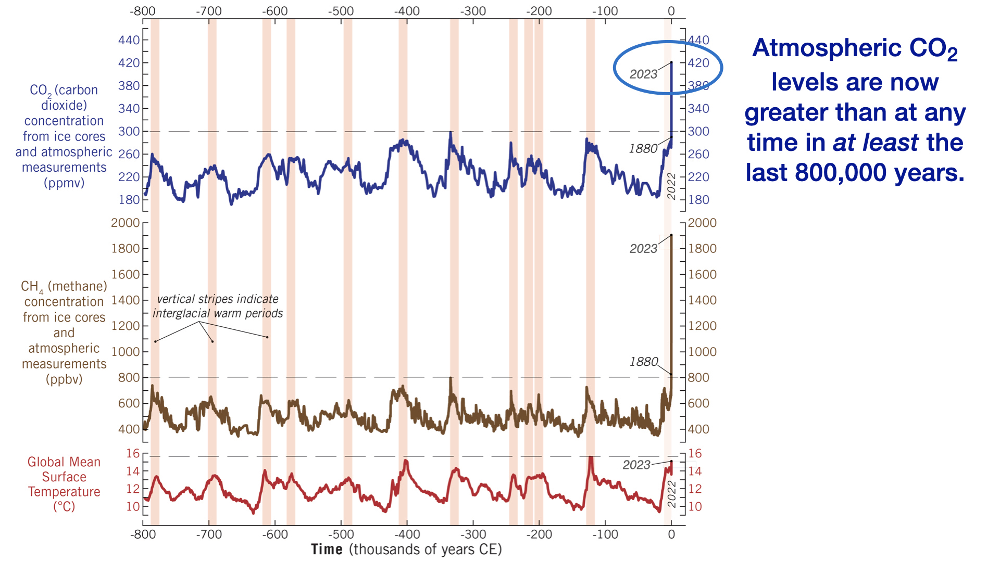 -800 -700 -600 -500 -400 -300 -200 -100 0
440 440
420 420
380 380
340 340
300 300
260 260
220 220
180 180
2023
1880
2022
CO2 (carbon
dioxide)
concentration
from ice cores
and atmospheric
measurements
(ppmv)
Atmospheric CO2
levels are now
greater than at any
time in at least the
last 800,000 years.
2000 2000
1800 1800
1600 1600
1400 1400
1200 1200
1000 1000
800 800
600 600
400 400
2023
1880
CH4 (methane)
concentration
from ice cores
and
atmospheric
measurements
(ppbv)
vertical stripes indicate
interglacial warm periods
16 16
14 14
12 12
10 10
2023
2022
Global Mean
Surface
Temperature
(°C)
-800 -700 -600 -500 -400 -300 -200 -100 0
Time (thousands of years CE)